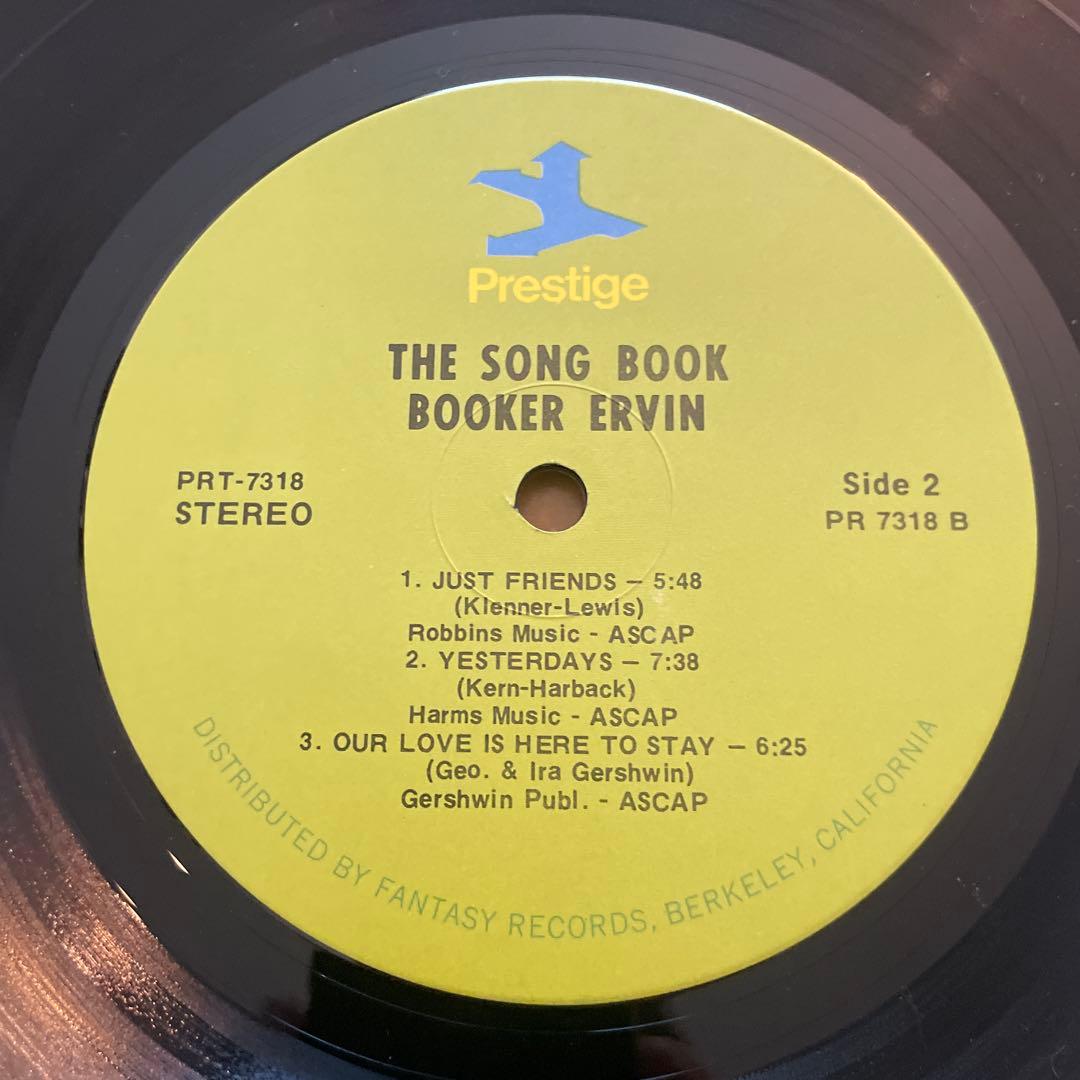 Prestige
THE SONG BOOK
BOOKER ERVIN
PRT-7318
STEREO
Side 2
PR 7318 B
1. JUST FRIENDS – 5:48
(Klenner-Lewis)
Robbins Music - ASCAP
2. YESTERDAYS – 7:38
(Kern-Harback)
Harms Music - ASCAP
3. OUR LOVE IS HERE TO STAY – 6:25
(Geo. & Ira Gershwin)
Gershwin Publ. - ASCAP
DISTRIBUTED BY FANTASY RECORDS, BERKELEY, CALIFORNIA